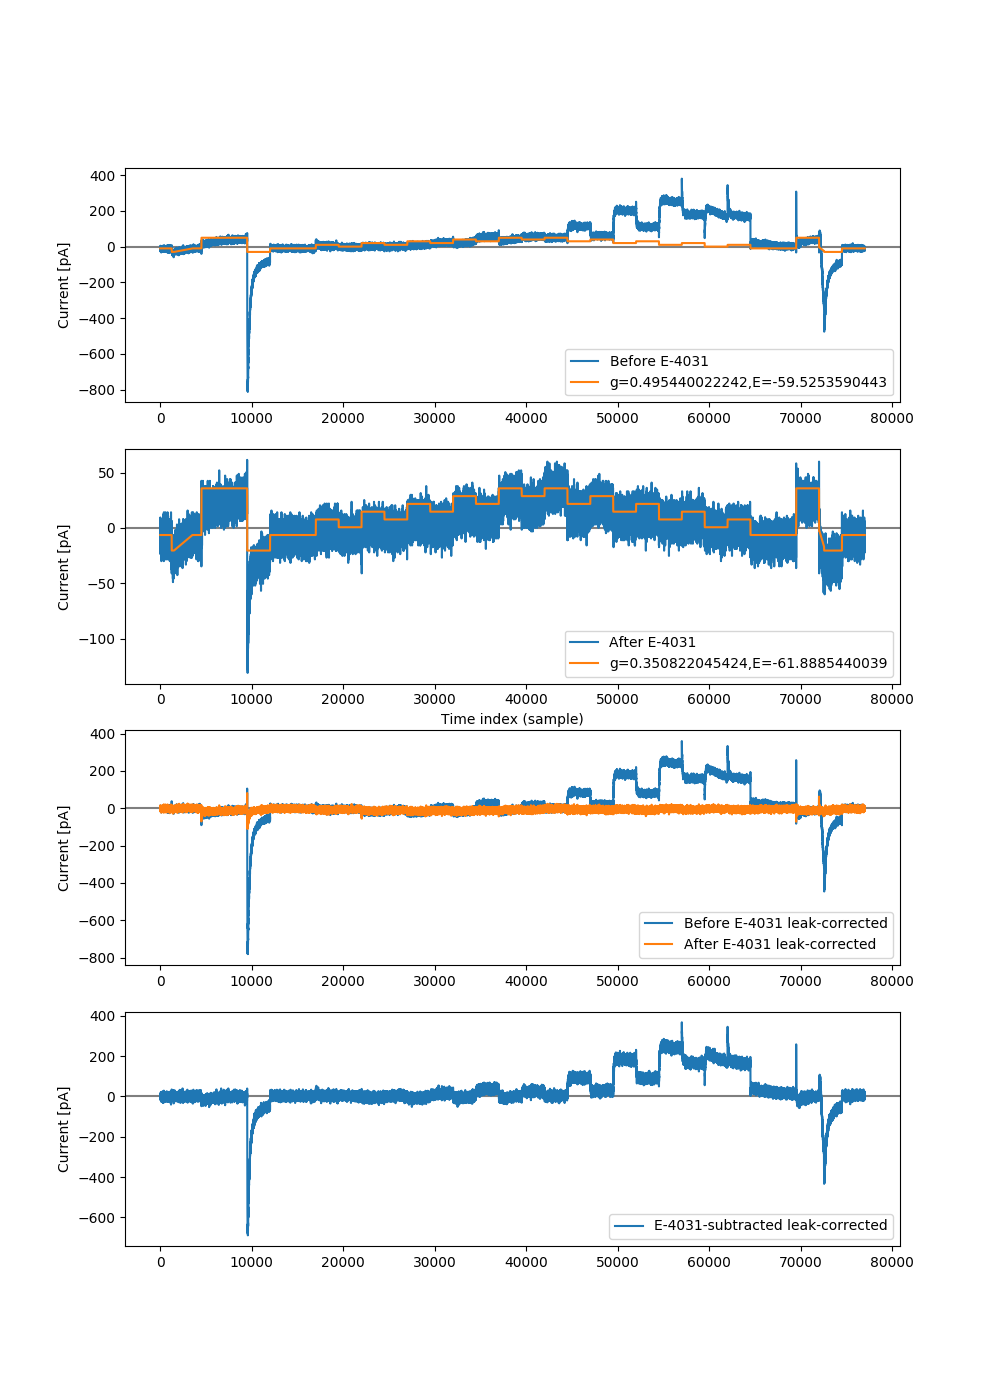 400
200
0
−200
−400
−600
−800
Current [pA]
Before E-4031
g=0.495440022242,E=-59.5253590443
0 10000 20000 30000 40000 50000 60000 70000 80000
50
0
−50
−100
Current [pA]
After E-4031
g=0.350822045424,E=-61.8885440039
0 10000 20000 30000 40000 50000 60000 70000 80000
Time index (sample)
400
200
0
−200
−400
−600
−800
Current [pA]
Before E-4031 leak-corrected
After E-4031 leak-corrected
0 10000 20000 30000 40000 50000 60000 70000 80000
400
200
0
−200
−400
−600
Current [pA]
E-4031-subtracted leak-corrected
0 10000 20000 30000 40000 50000 60000 70000 80000